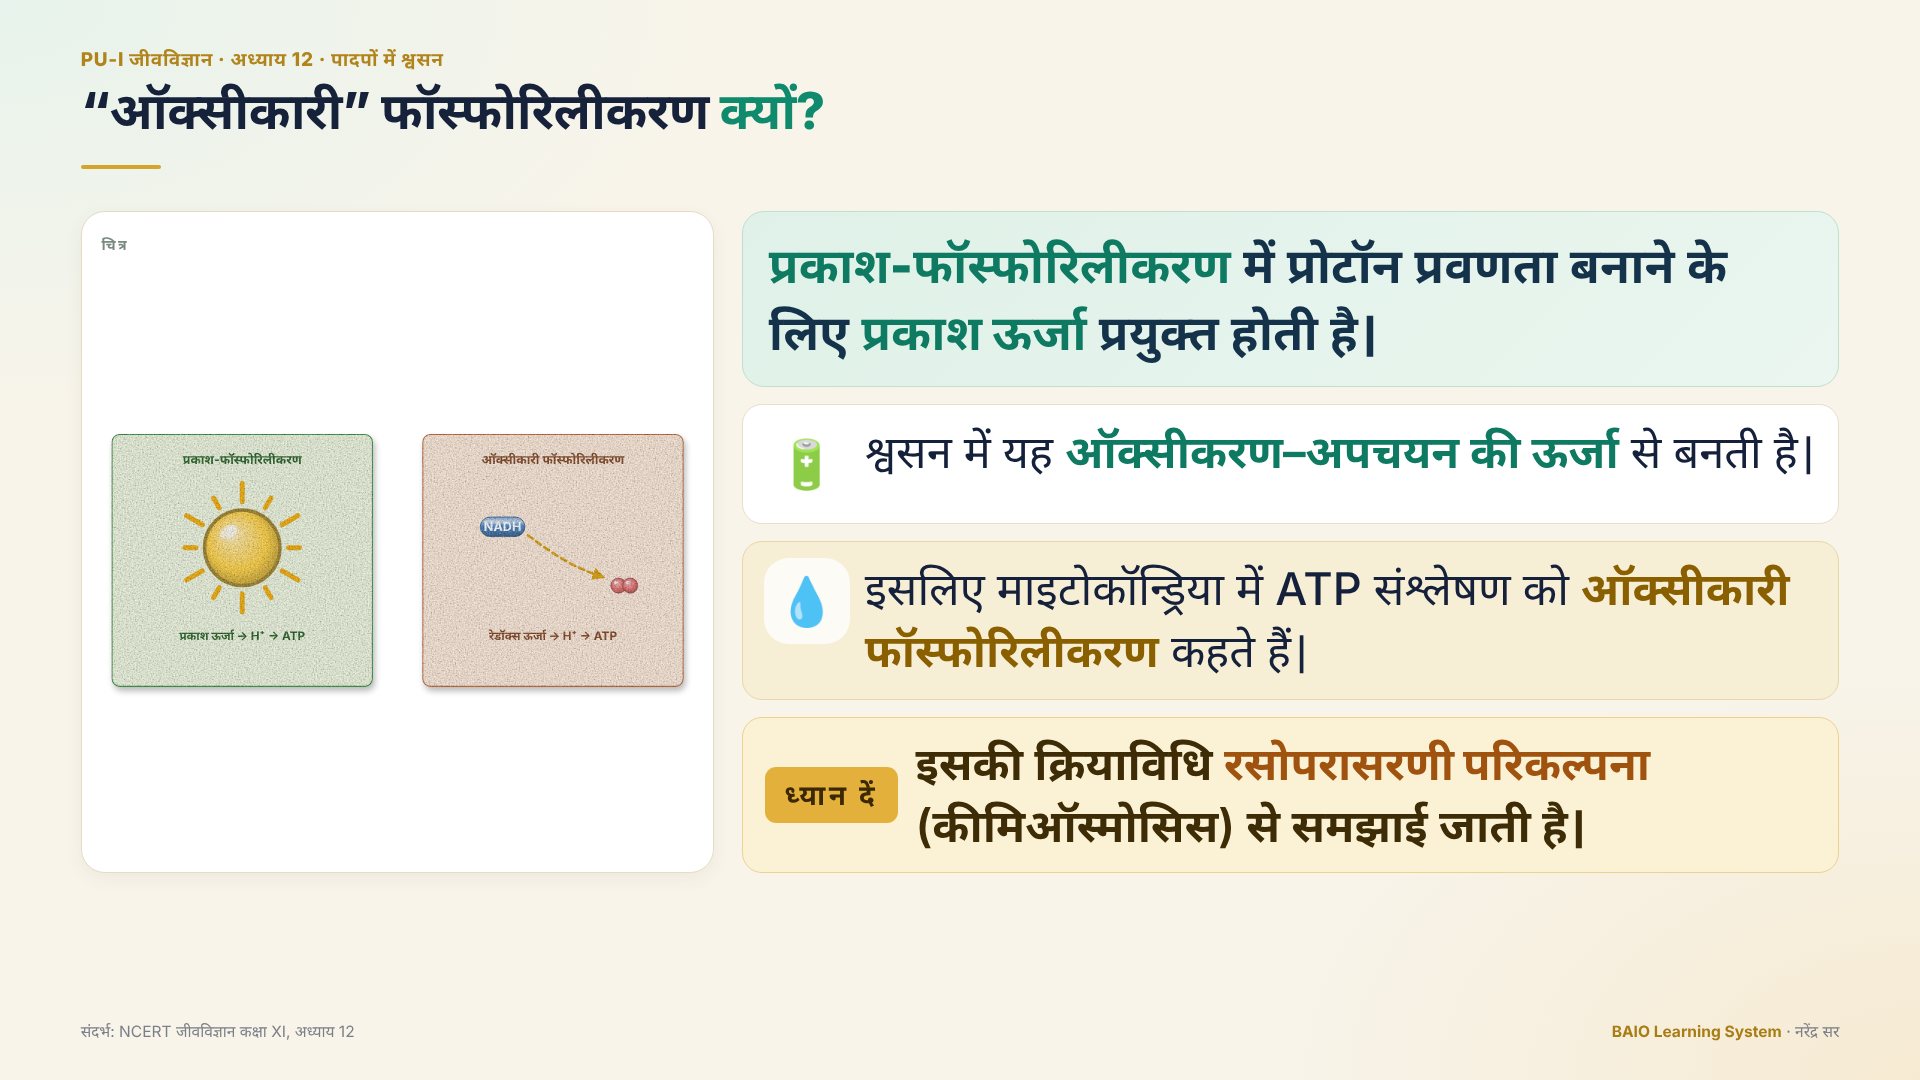 PU-I जीवविज्ञान · अध्याय 12 · पादपों में श्वसन
“ऑक्सीकारी” फॉस्फोरिलीकरण क्यों?
चित्र
प्रकाश-फॉस्फोरिलीकरण
प्रकाश ऊर्जा → H⁺ → ATP
ऑक्सीकारी फॉस्फोरिलीकरण
NADH
रेडॉक्स ऊर्जा → H⁺ → ATP
प्रकाश-फॉस्फोरिलीकरण में प्रोटॉन प्रवणता बनाने के
लिए प्रकाश ऊर्जा प्रयुक्त होती है|
श्वसन में यह ऑक्सीकरण–अपचयन की ऊर्जा से बनती है|
इसलिए माइटोकॉन्ड्रिया में ATP संश्लेषण को ऑक्सीकारी
फॉस्फोरिलीकरण कहते हैं|
ध्यान दें
इसकी क्रियाविधि रसोपरासरणी परिकल्पना
(कीमिऑस्मोसिस) से समझाई जाती है|
संदर्भ: NCERT जीवविज्ञान कक्षा XI, अध्याय 12
BAIO Learning System · नरेंद्र सर